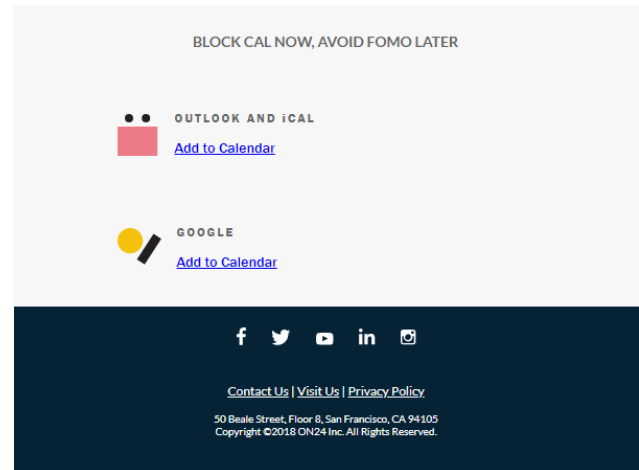 BLOCK CAL NOW, AVOID FOMO LATER
OUTLOOK AND iCAL
Add to Calendar
GOOGLE
Add to Calendar
Contact Us | Visit Us | Privacy Policy
50 Beale Street, Floor 8, San Francisco, CA 94105
Copyright ©2018 ON24 Inc. All Rights Reserved.